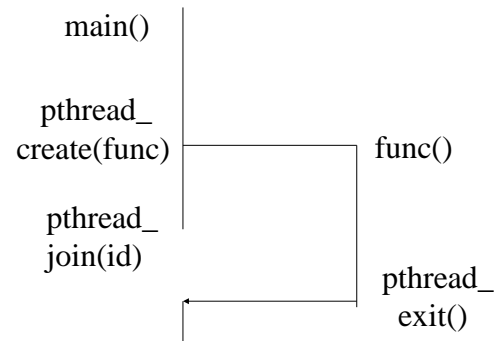 main()
pthread_
create(func)
func()
pthread_
join(id)
pthread_
exit()